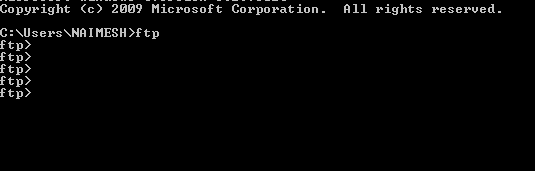 Copyright (c) 2009 Microsoft Corporation.  All rights reserved.
C:\Users\NAIMESH>ftp
ftp>
ftp>
ftp>
ftp>
ftp>